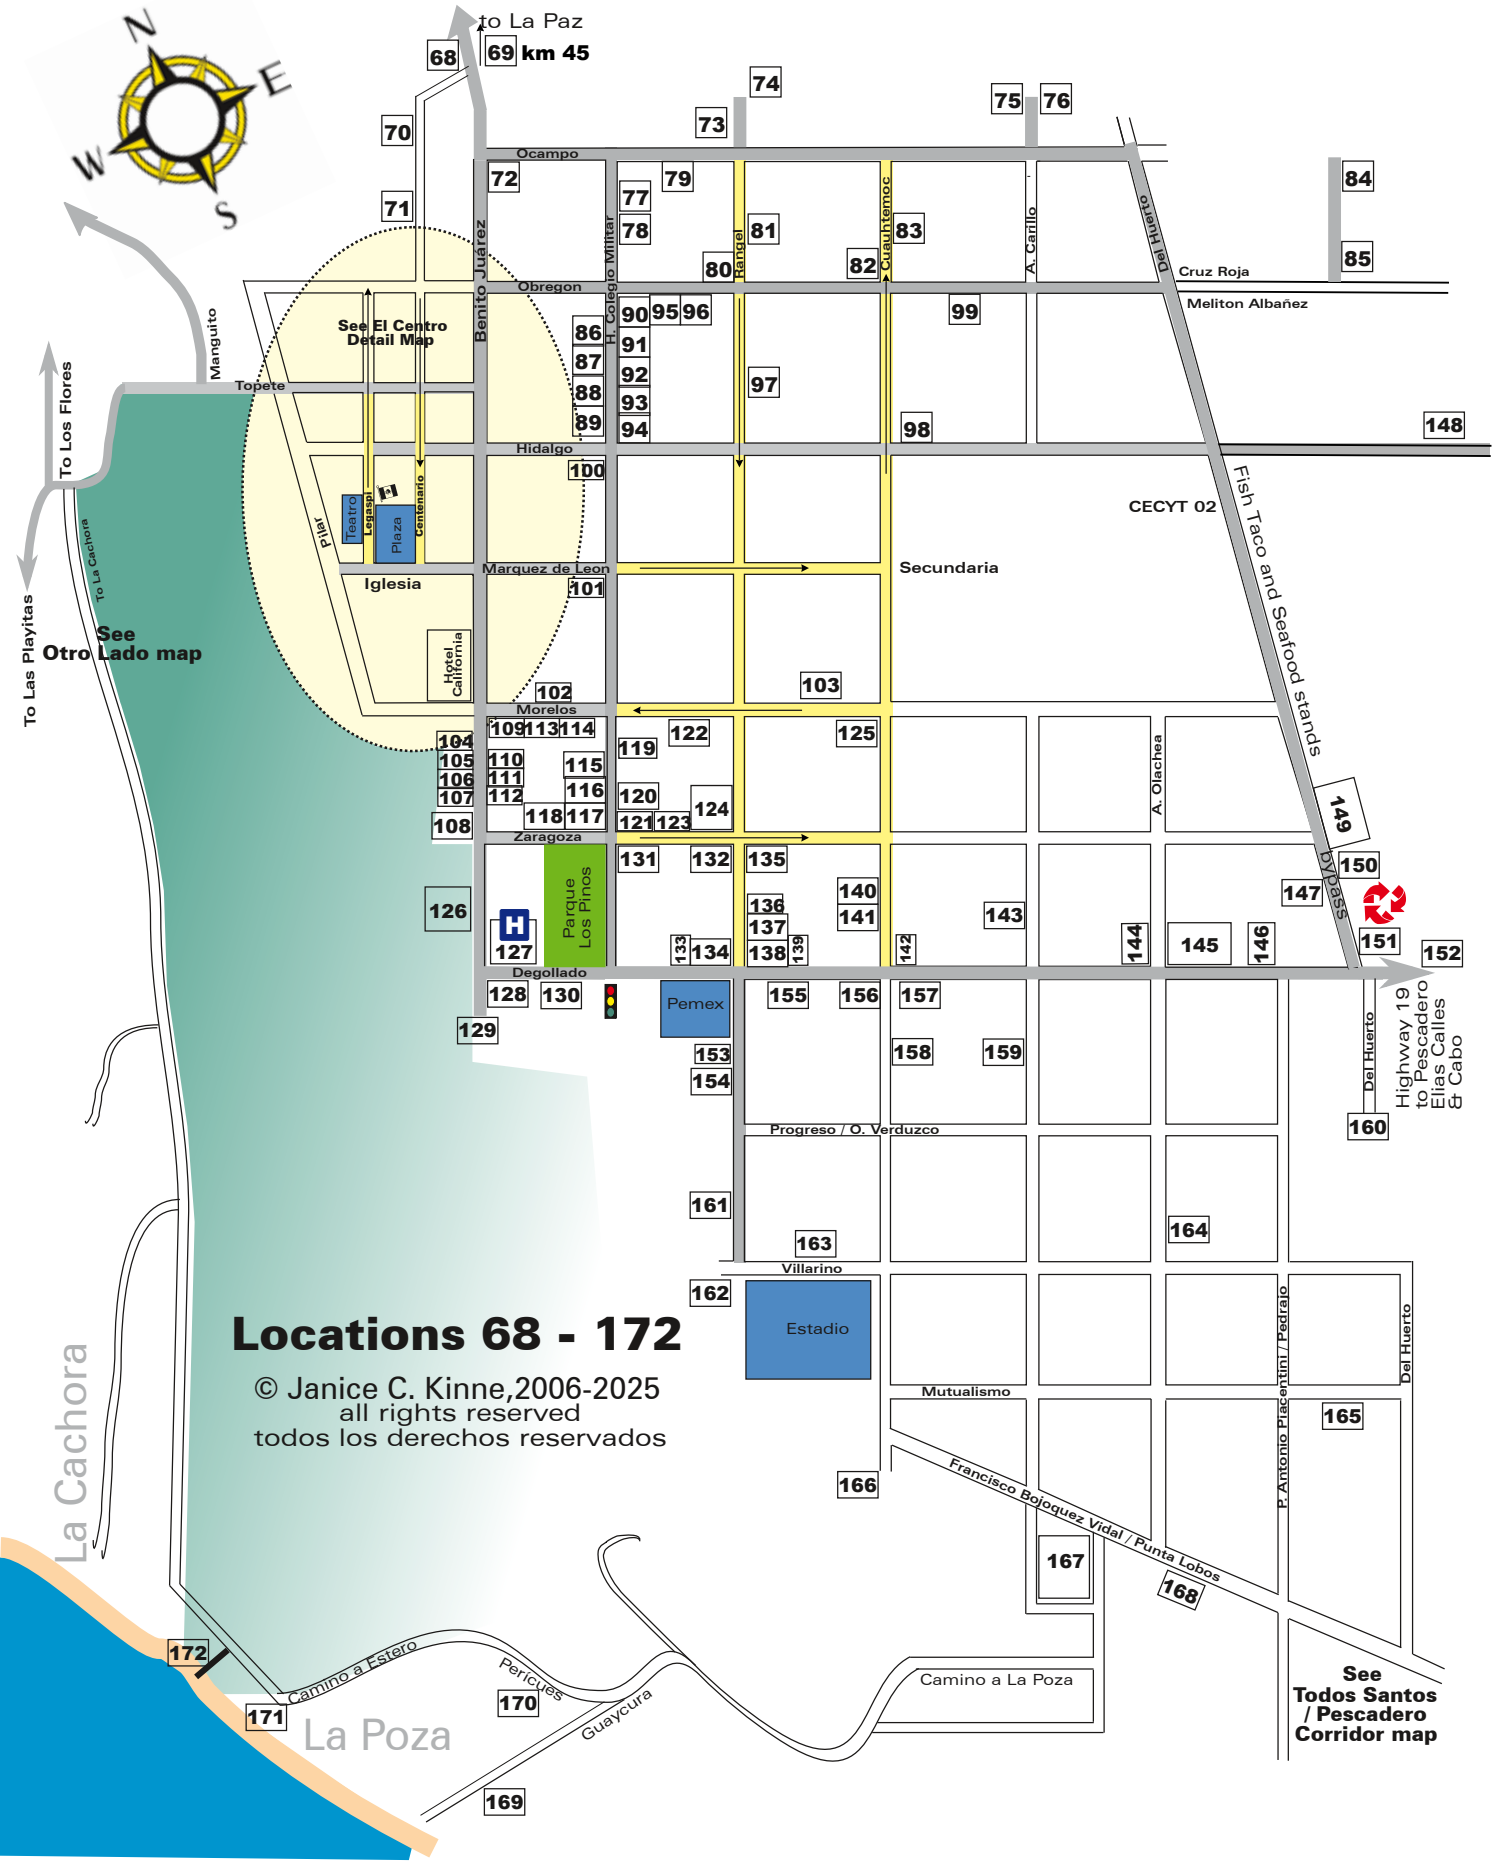 N
E
W
S
to La Paz
68
69 km 45
70
71
72
73
74
75
76
77
78
79
80
81
82
83
84
85
Ocampo
Benito Juárez
H. Colegio Militar
Rangel
Cuauhtemoc
A. Carillo
Del Huerto
Cruz Roja
Meliton Albañez
Obregon
Manguito
See El Centro
Detail Map
Topete
To Los Flores
86
87
88
89
90
91
92
93
94
95
96
97
98
99
148
Hidalgo
100
Teatro
Legaspi
Plaza
Centenario
Pilar
To La Cachora
CECYT 02
Fish Taco and Seafood stands
Marquez de Leon
Iglesia
101
Secundaria
To Las Playitas
See
Otro Lado map
Hotel
California
102
103
Morelos
104
105
106
107
108
109
110
111
112
113
114
115
116
117
118
119
120
121
122
123
124
125
A. Olachea
Zaragoza
149
bypass
150
147
151
152
126
H
127
Parque
Los Pinos
131
132
133
134
135
136
137
138
139
140
141
142
143
144
145
146
Degollado
128
129
130
Pemex
153
154
155
156
157
158
159
Del Huerto
Highway 19
to Pescadero
Elias Calles
& Cabo
160
Progreso / O. Verduzco
161
162
163
164
Villarino
Estadio
Mutualismo
P. Antonio Piacentini / Pedrajo
Del Huerto
165
166
Francisco Bojoquez Vidal / Punta Lobos
167
168
Locations 68 - 172
© Janice C. Kinne,2006-2025
all rights reserved
todos los derechos reservados
La Cachora
172
171
Camino a Estero
La Poza
Perícues
170
Guaycura
169
Camino a La Poza
See
Todos Santos
/ Pescadero
Corridor map